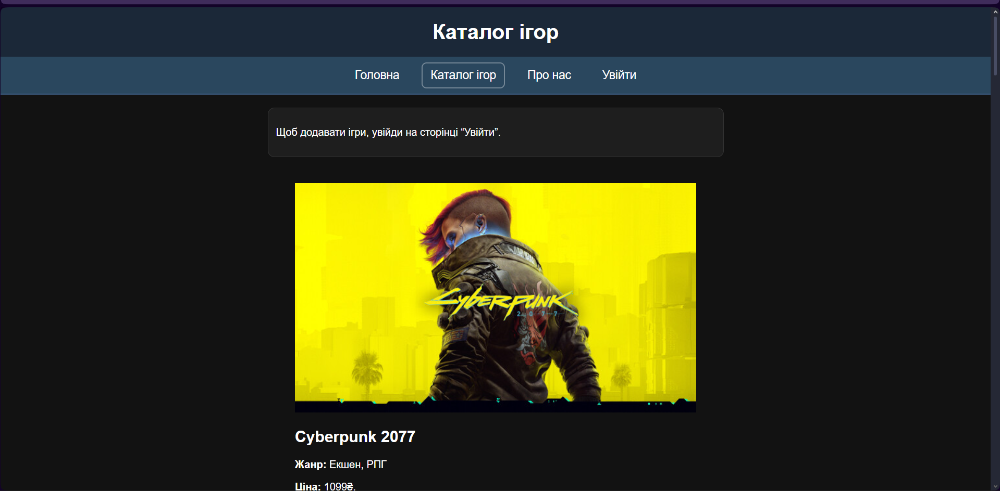 Каталог ігор
Головна Каталог ігор Про нас Увійти
Щоб додавати ігри, увійди на сторінці “Увійти”.
CYBERPUNK
2077
Cyberpunk 2077
Жанр: Екшен, РПГ
Ціна: 1099₴.